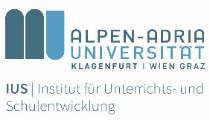 ALPEN-ADRIA
UNIVERSITÄT
KLAGENFURT | WIEN GRAZ
IUS | Institut für Unterrichts- und
Schulentwicklung